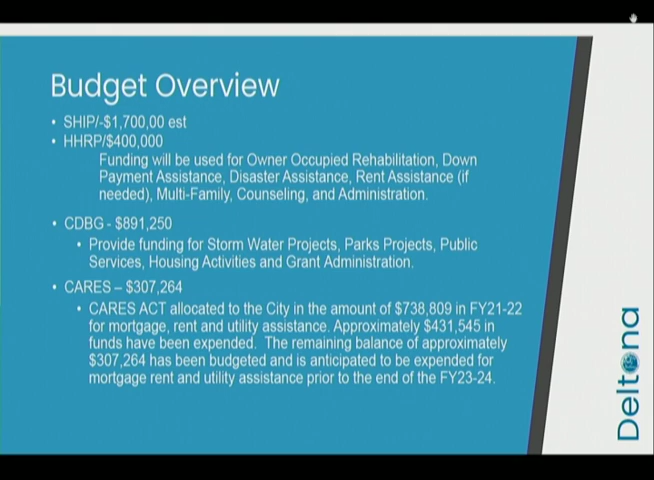 Budget Overview
• SHIP/-$1,700,00 est
• HHRP/$400,000
Funding will be used for Owner Occupied Rehabilitation, Down
Payment Assistance, Disaster Assistance, Rent Assistance (if
needed), Multi-Family, Counseling, and Administration.
• CDBG - $891,250
• Provide funding for Storm Water Projects, Parks Projects, Public
Services, Housing Activities and Grant Administration.
• CARES – $307,264
• CARES ACT allocated to the City in the amount of $738,809 in FY21-22
for mortgage, rent and utility assistance. Approximately $431,545 in
funds have been expended.  The remaining balance of approximately
$307,264 has been budgeted and is anticipated to be expended for
mortgage rent and utility assistance prior to the end of the FY23-24.
Deltona